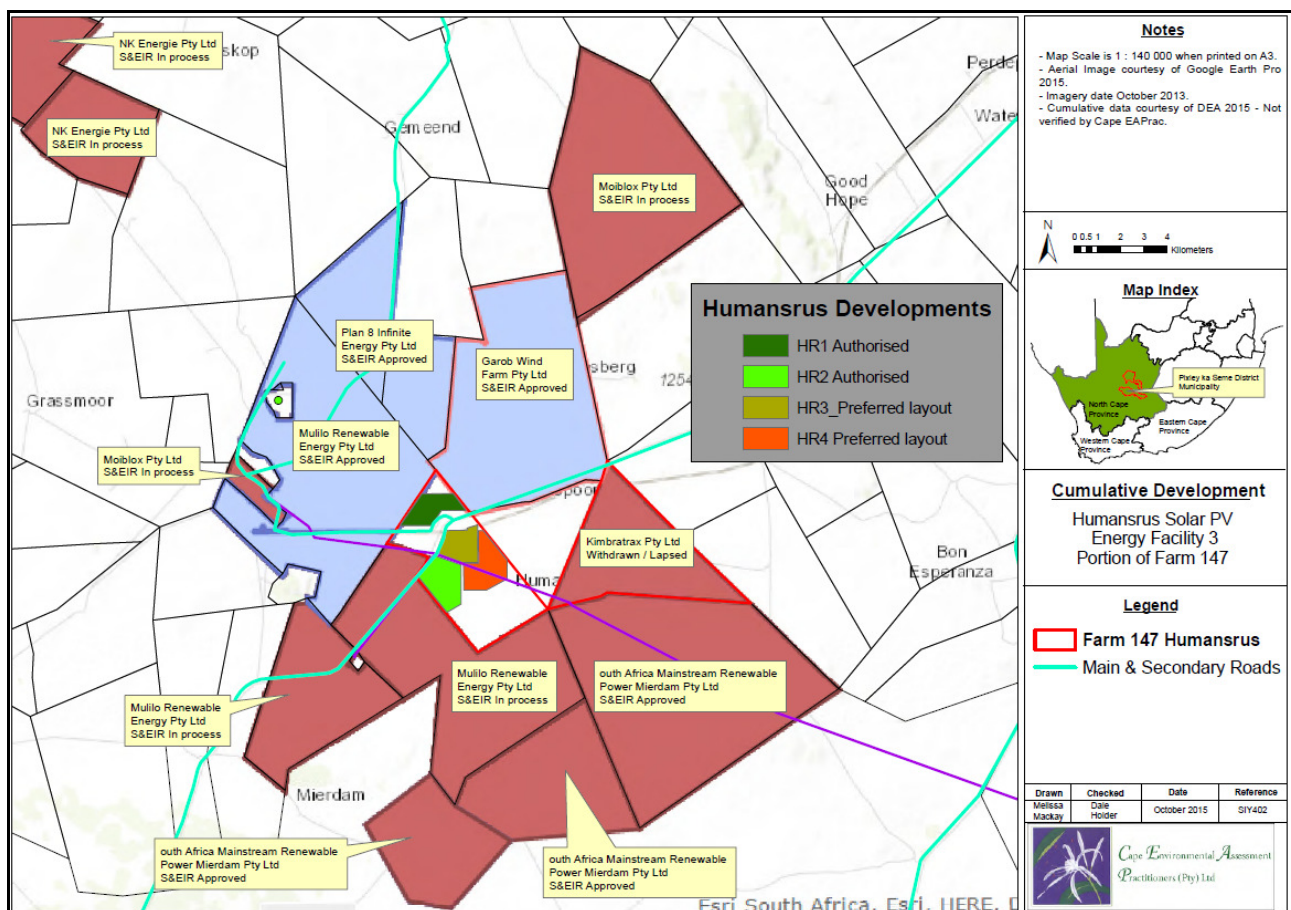 NK Energie Pty Ltd
S&EIR In process
skop
Gemeend
NK Energie Pty Ltd
S&EIR In process
Moiblox Pty Ltd
S&EIR In process
Good
Hope
Plan 8 Infinite
Energy Pty Ltd
S&EIR Approved
Garob Wind
Farm Pty Ltd
S&EIR Approved
sberg
1254
Grassmoor
Mulilo Renewable
Energy Pty Ltd
S&EIR Approved
Moiblox Pty Ltd
S&EIR In process
poor
Kimbratrax Pty Ltd
Withdrawn / Lapsed
Huma
Bon
Esperanza
Mulilo Renewable
Energy Pty Ltd
S&EIR In process
outh Africa Mainstream Renewable
Power Mierdam Pty Ltd
S&EIR Approved
Mulilo Renewable
Energy Pty Ltd
S&EIR In process
Mierdam
outh Africa Mainstream Renewable
Power Mierdam Pty Ltd
S&EIR Approved
outh Africa Mainstream Renewable
Power Mierdam Pty Ltd
S&EIR Approved
Perde
Wate
Esri South Africa, Esri, HERE, D
Humansrus Developments
HR1 Authorised
HR2 Authorised
HR3_Preferred layout
HR4 Preferred layout
Notes
- Map Scale is 1 : 140 000 when printed on A3.
- Aerial Image courtesy of Google Earth Pro
2015.
- Imagery date October 2013.
- Cumulative data courtesy of DEA 2015 - Not
verified by Cape EAPrac.
N
0 0.5 1 2 3 4
Kilometers
Map Index
Pixley ka Seme District
Municipality
North Cape
Province
Eastern Cape
Province
Western Cape
Province
Cumulative Development
Humansrus Solar PV
Energy Facility 3
Portion of Farm 147
Legend
Farm 147 Humansrus
Main & Secondary Roads
Drawn Checked Date Reference
Melissa Mackay Dale Holder October 2015 SIY402
Cape Environmental Assessment
Practitioners (Pty) Ltd